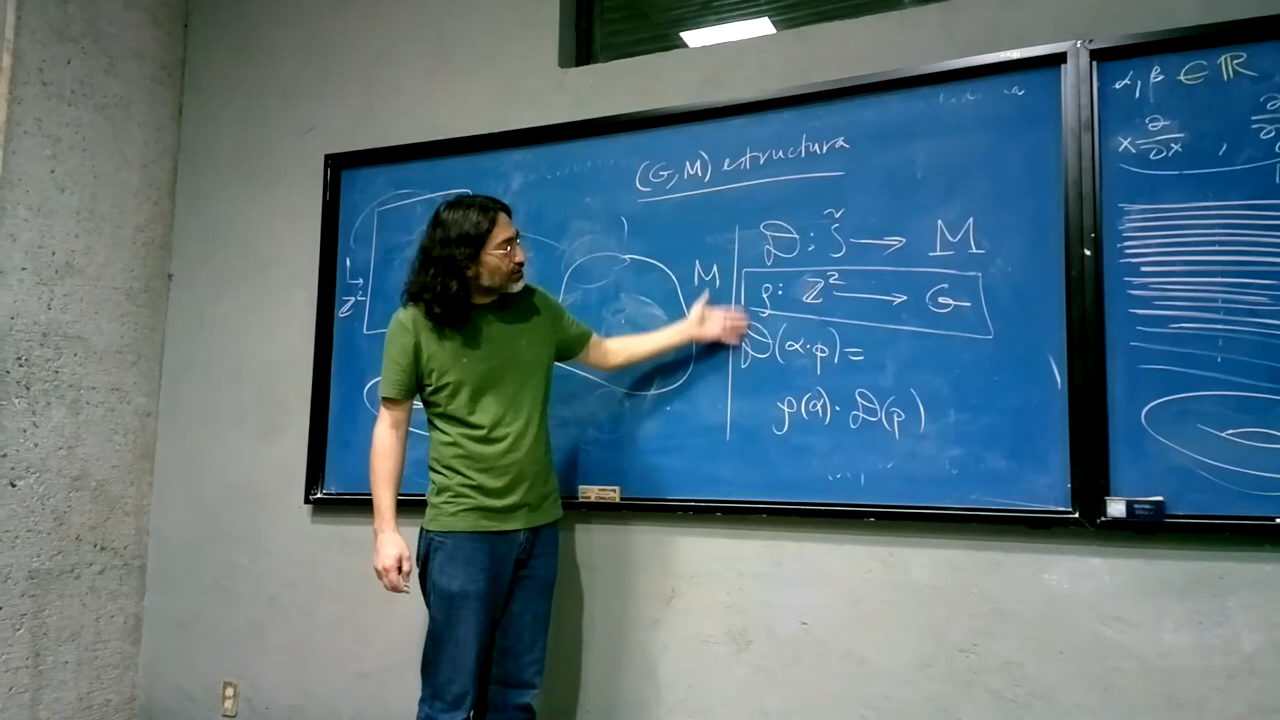 (G, M) estructura
ℤ²
M
𝒟 : S̃ → M
ρ : ℤ² → G
𝒟(α·p) =
ρ(α) · 𝒟(p)
α, β ∈ ℝ
x ∂/∂x ,